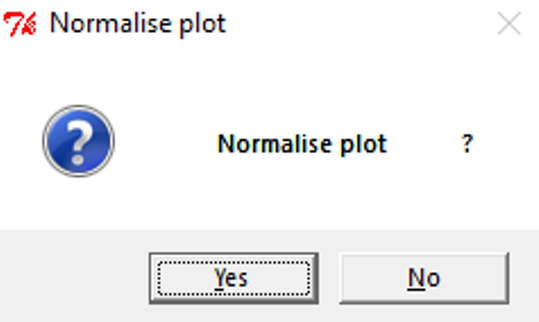 Normalise plot
Normalise plot ?
Yes
No